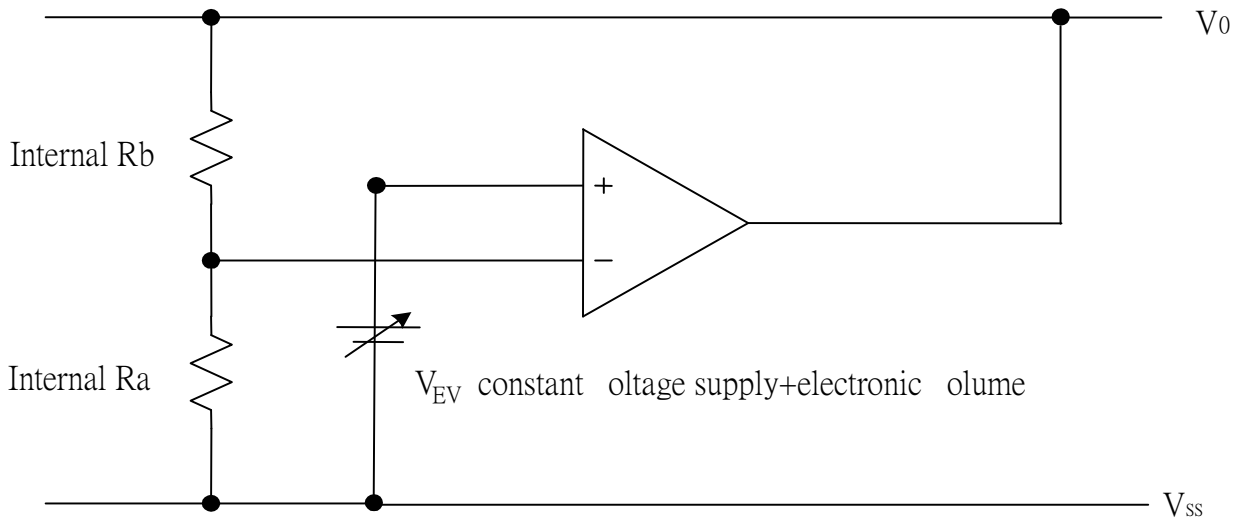 V0
Internal Rb
+
−
Internal Ra
VEV constant oltage supply+electronic olume
Vss